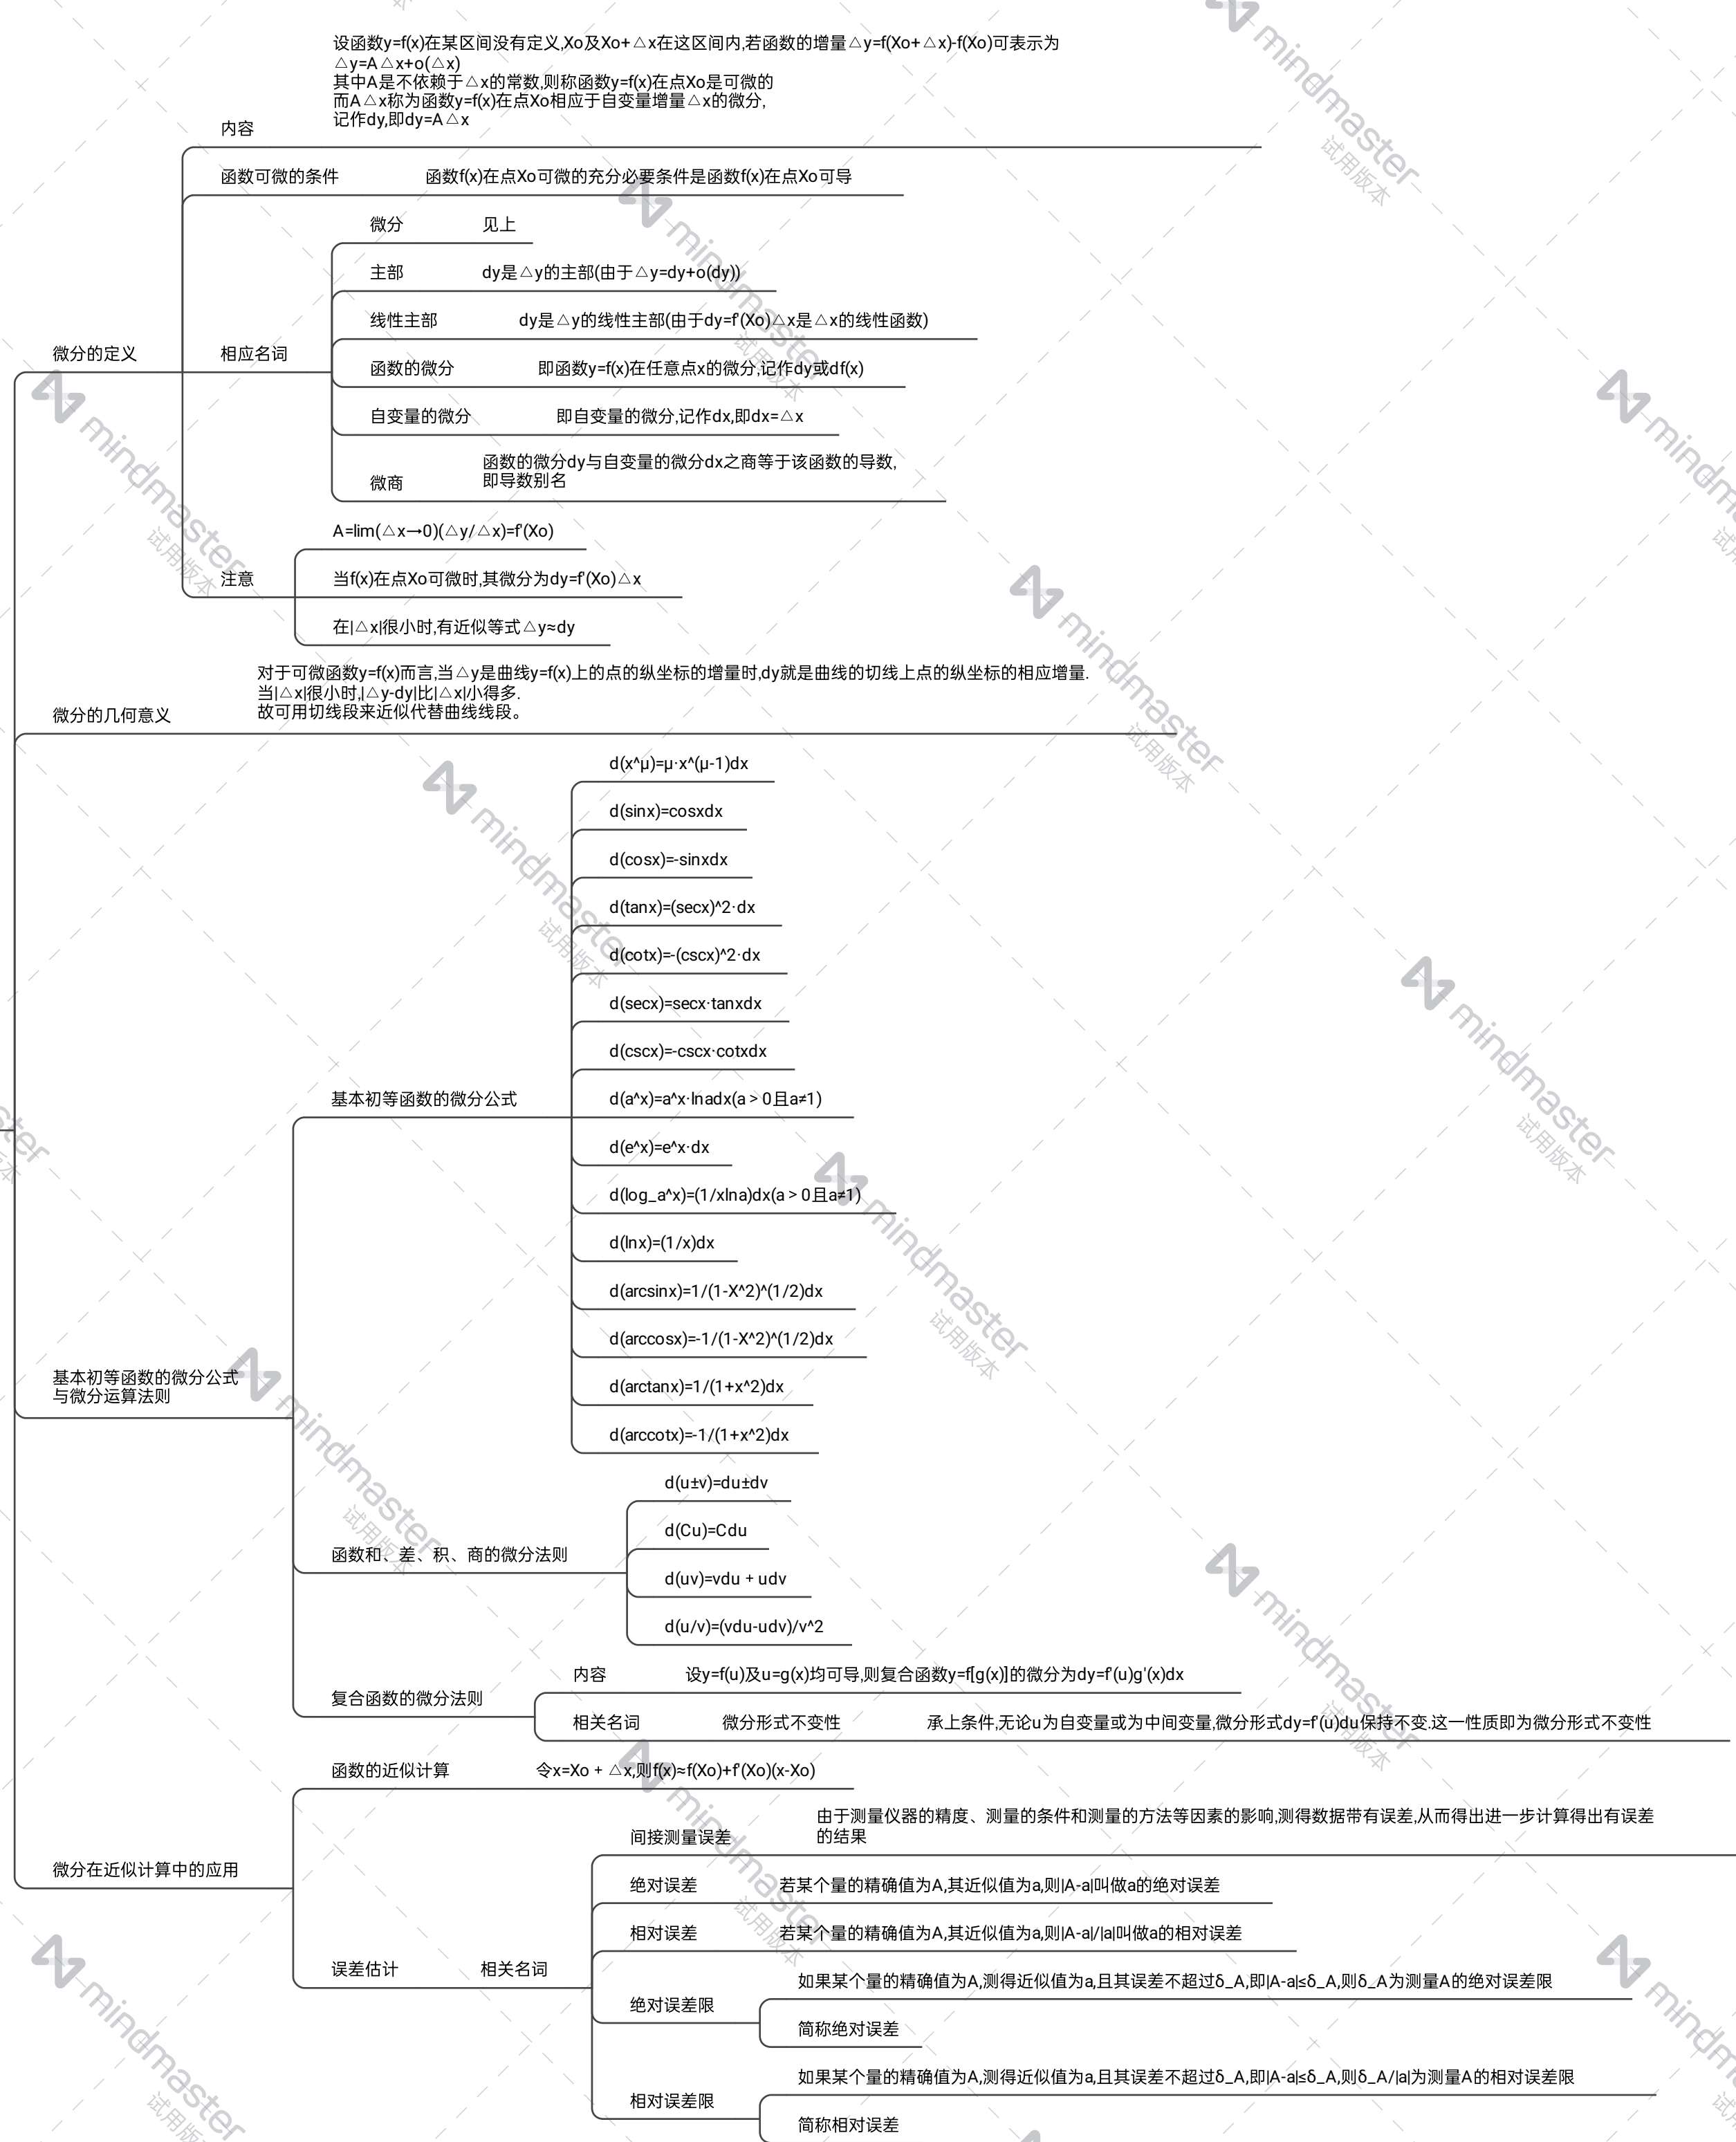 设函数y=f(x)在某区间没有定义,Xo及Xo+△x在这区间内,若函数的增量△y=f(Xo+△x)-f(Xo)可表示为
△y=A△x+o(△x)
其中A是不依赖于△x的常数,则称函数y=f(x)在点Xo是可微的
而A△x称为函数y=f(x)在点Xo相应于自变量增量△x的微分,
记作dy,即dy=A△x
内容
函数可微的条件 函数f(x)在点Xo可微的充分必要条件是函数f(x)在点Xo可导
微分 见上
主部 dy是△y的主部(由于△y=dy+o(dy))
线性主部 dy是△y的线性主部(由于dy=f'(Xo)△x是△x的线性函数)
微分的定义 相应名词
函数的微分 即函数y=f(x)在任意点x的微分,记作dy或df(x)
自变量的微分 即自变量的微分,记作dx,即dx=△x
函数的微分dy与自变量的微分dx之商等于该函数的导数,
即导数别名
微商
A=lim(△x→0)(△y/△x)=f'(Xo)
注意 当f(x)在点Xo可微时,其微分为dy=f'(Xo)△x
在|△x|很小时,有近似等式△y≈dy
对于可微函数y=f(x)而言,当△y是曲线y=f(x)上的点的纵坐标的增量时,dy就是曲线的切线上点的纵坐标的相应增量.
当|△x|很小时,|△y-dy|比|△x|小得多.
故可用切线段来近似代替曲线线段。
微分的几何意义
d(x^μ)=μ·x^(μ-1)dx
d(sinx)=cosxdx
d(cosx)=-sinxdx
d(tanx)=(secx)^2·dx
d(cotx)=-(cscx)^2·dx
d(secx)=secx·tanxdx
d(cscx)=-cscx·cotxdx
基本初等函数的微分公式 d(a^x)=a^x·lnadx(a > 0且a≠1)
d(e^x)=e^x·dx
d(log_a^x)=(1/xlna)dx(a > 0且a≠1)
d(lnx)=(1/x)dx
d(arcsinx)=1/(1-X^2)^(1/2)dx
d(arccosx)=-1/(1-X^2)^(1/2)dx
基本初等函数的微分公式
与微分运算法则
d(arctanx)=1/(1+x^2)dx
d(arccotx)=-1/(1+x^2)dx
d(u±v)=du±dv
d(Cu)=Cdu
函数和、差、积、商的微分法则
d(uv)=vdu + udv
d(u/v)=(vdu-udv)/v^2
内容 设y=f(u)及u=g(x)均可导,则复合函数y=f[g(x)]的微分为dy=f'(u)g'(x)dx
复合函数的微分法则
相关名词 微分形式不变性 承上条件,无论u为自变量或为中间变量,微分形式dy=f'(u)du保持不变.这一性质即为微分形式不变性
函数的近似计算 令x=Xo + △x,则f(x)≈f(Xo)+f'(Xo)(x-Xo)
由于测量仪器的精度、测量的条件和测量的方法等因素的影响,测得数据带有误差,从而得出进一步计算得出有误差
的结果
间接测量误差
微分在近似计算中的应用
绝对误差 若某个量的精确值为A,其近似值为a,则|A-a|叫做a的绝对误差
相对误差 若某个量的精确值为A,其近似值为a,则|A-a|/|a|叫做a的相对误差
误差估计 相关名词
如果某个量的精确值为A,测得近似值为a,且其误差不超过δ_A,即|A-a|≤δ_A,则δ_A为测量A的绝对误差限
绝对误差限
简称绝对误差
如果某个量的精确值为A,测得近似值为a,且其误差不超过δ_A,即|A-a|≤δ_A,则δ_A/|a|为测量A的相对误差限
相对误差限
简称相对误差
mindmaster
试用版本